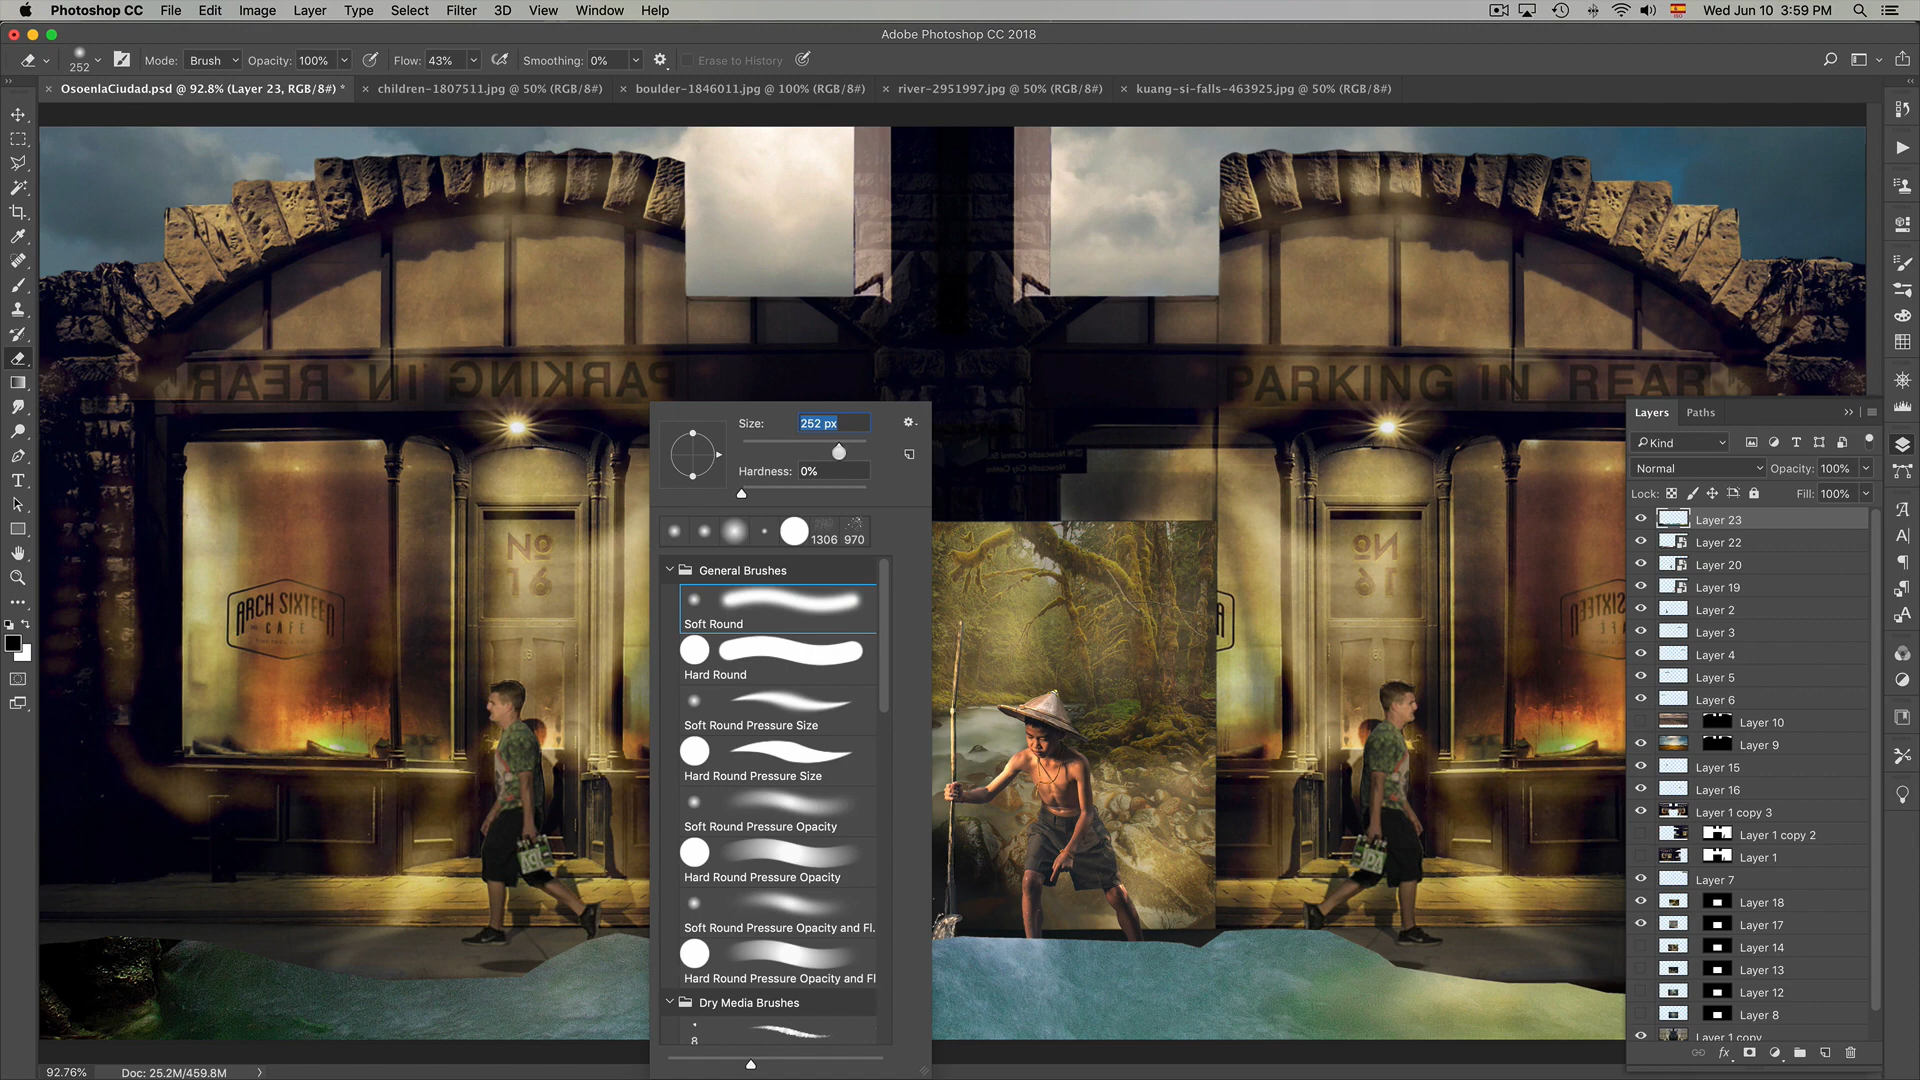 Photoshop CC File Edit Image Layer Type Select Filter 3D View Window Help Wed Jun 10 3:59 PM
Adobe Photoshop CC 2018
252 Mode: Brush Opacity: 100% Flow: 43% Smoothing: 0% Erase to History
× OsoenlaCiudad.psd @ 92.8% (Layer 23, RGB/8#) * × children-1807511.jpg @ 50% (RGB/8#) × boulder-1846011.jpg @ 100% (RGB/8#) × river-2951997.jpg @ 50% (RGB/8#) × kuang-si-falls-463925.jpg @ 50% (RGB/8#)
PARKING IN REAR
PARKING IN REAR
No
16
ARCH SIXTEEN
CAFÉ
No
16
Size: 252 px
Hardness: 0%
1306 970
General Brushes
Soft Round
Hard Round
Soft Round Pressure Size
Hard Round Pressure Size
Soft Round Pressure Opacity
Hard Round Pressure Opacity
Soft Round Pressure Opacity and Fl.
Hard Round Pressure Opacity and Fl
Dry Media Brushes
8
Layers Paths
Kind
Normal Opacity: 100%
Lock: Fill: 100%
Layer 23
Layer 22
Layer 20
Layer 19
Layer 2
Layer 3
Layer 4
Layer 5
Layer 6
Layer 10
Layer 9
Layer 15
Layer 16
Layer 1 copy 3
Layer 1 copy 2
Layer 1
Layer 7
Layer 18
Layer 17
Layer 14
Layer 13
Layer 12
Layer 8
Layer 1 copy
fx
92.76% Doc: 25.2M/459.8M